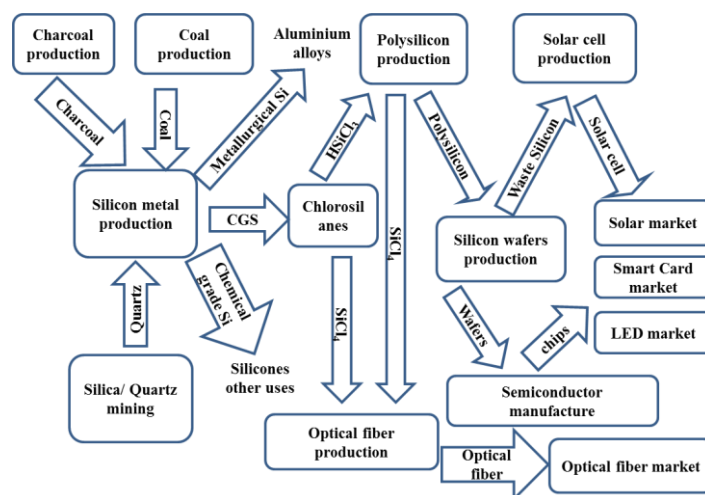 Charcoal
production
Coal
production
Aluminium
alloys
Polysilicon
production
Solar cell
production
Charcoal
Coal
Metallurgical Si
HSiCl3
Polysilicon
Waste Silicon
Solar cell
Silicon metal
production
CGS
Chlorosil
anes
SiCl4
Silicon wafers
production
Solar market
Smart Card
market
LED market
Quartz
Chemical
grade Si
SiCl4
Wafers
chips
Silica/ Quartz
mining
Silicones
other uses
Semiconductor
manufacture
Optical fiber
production
Optical
fiber
Optical fiber market